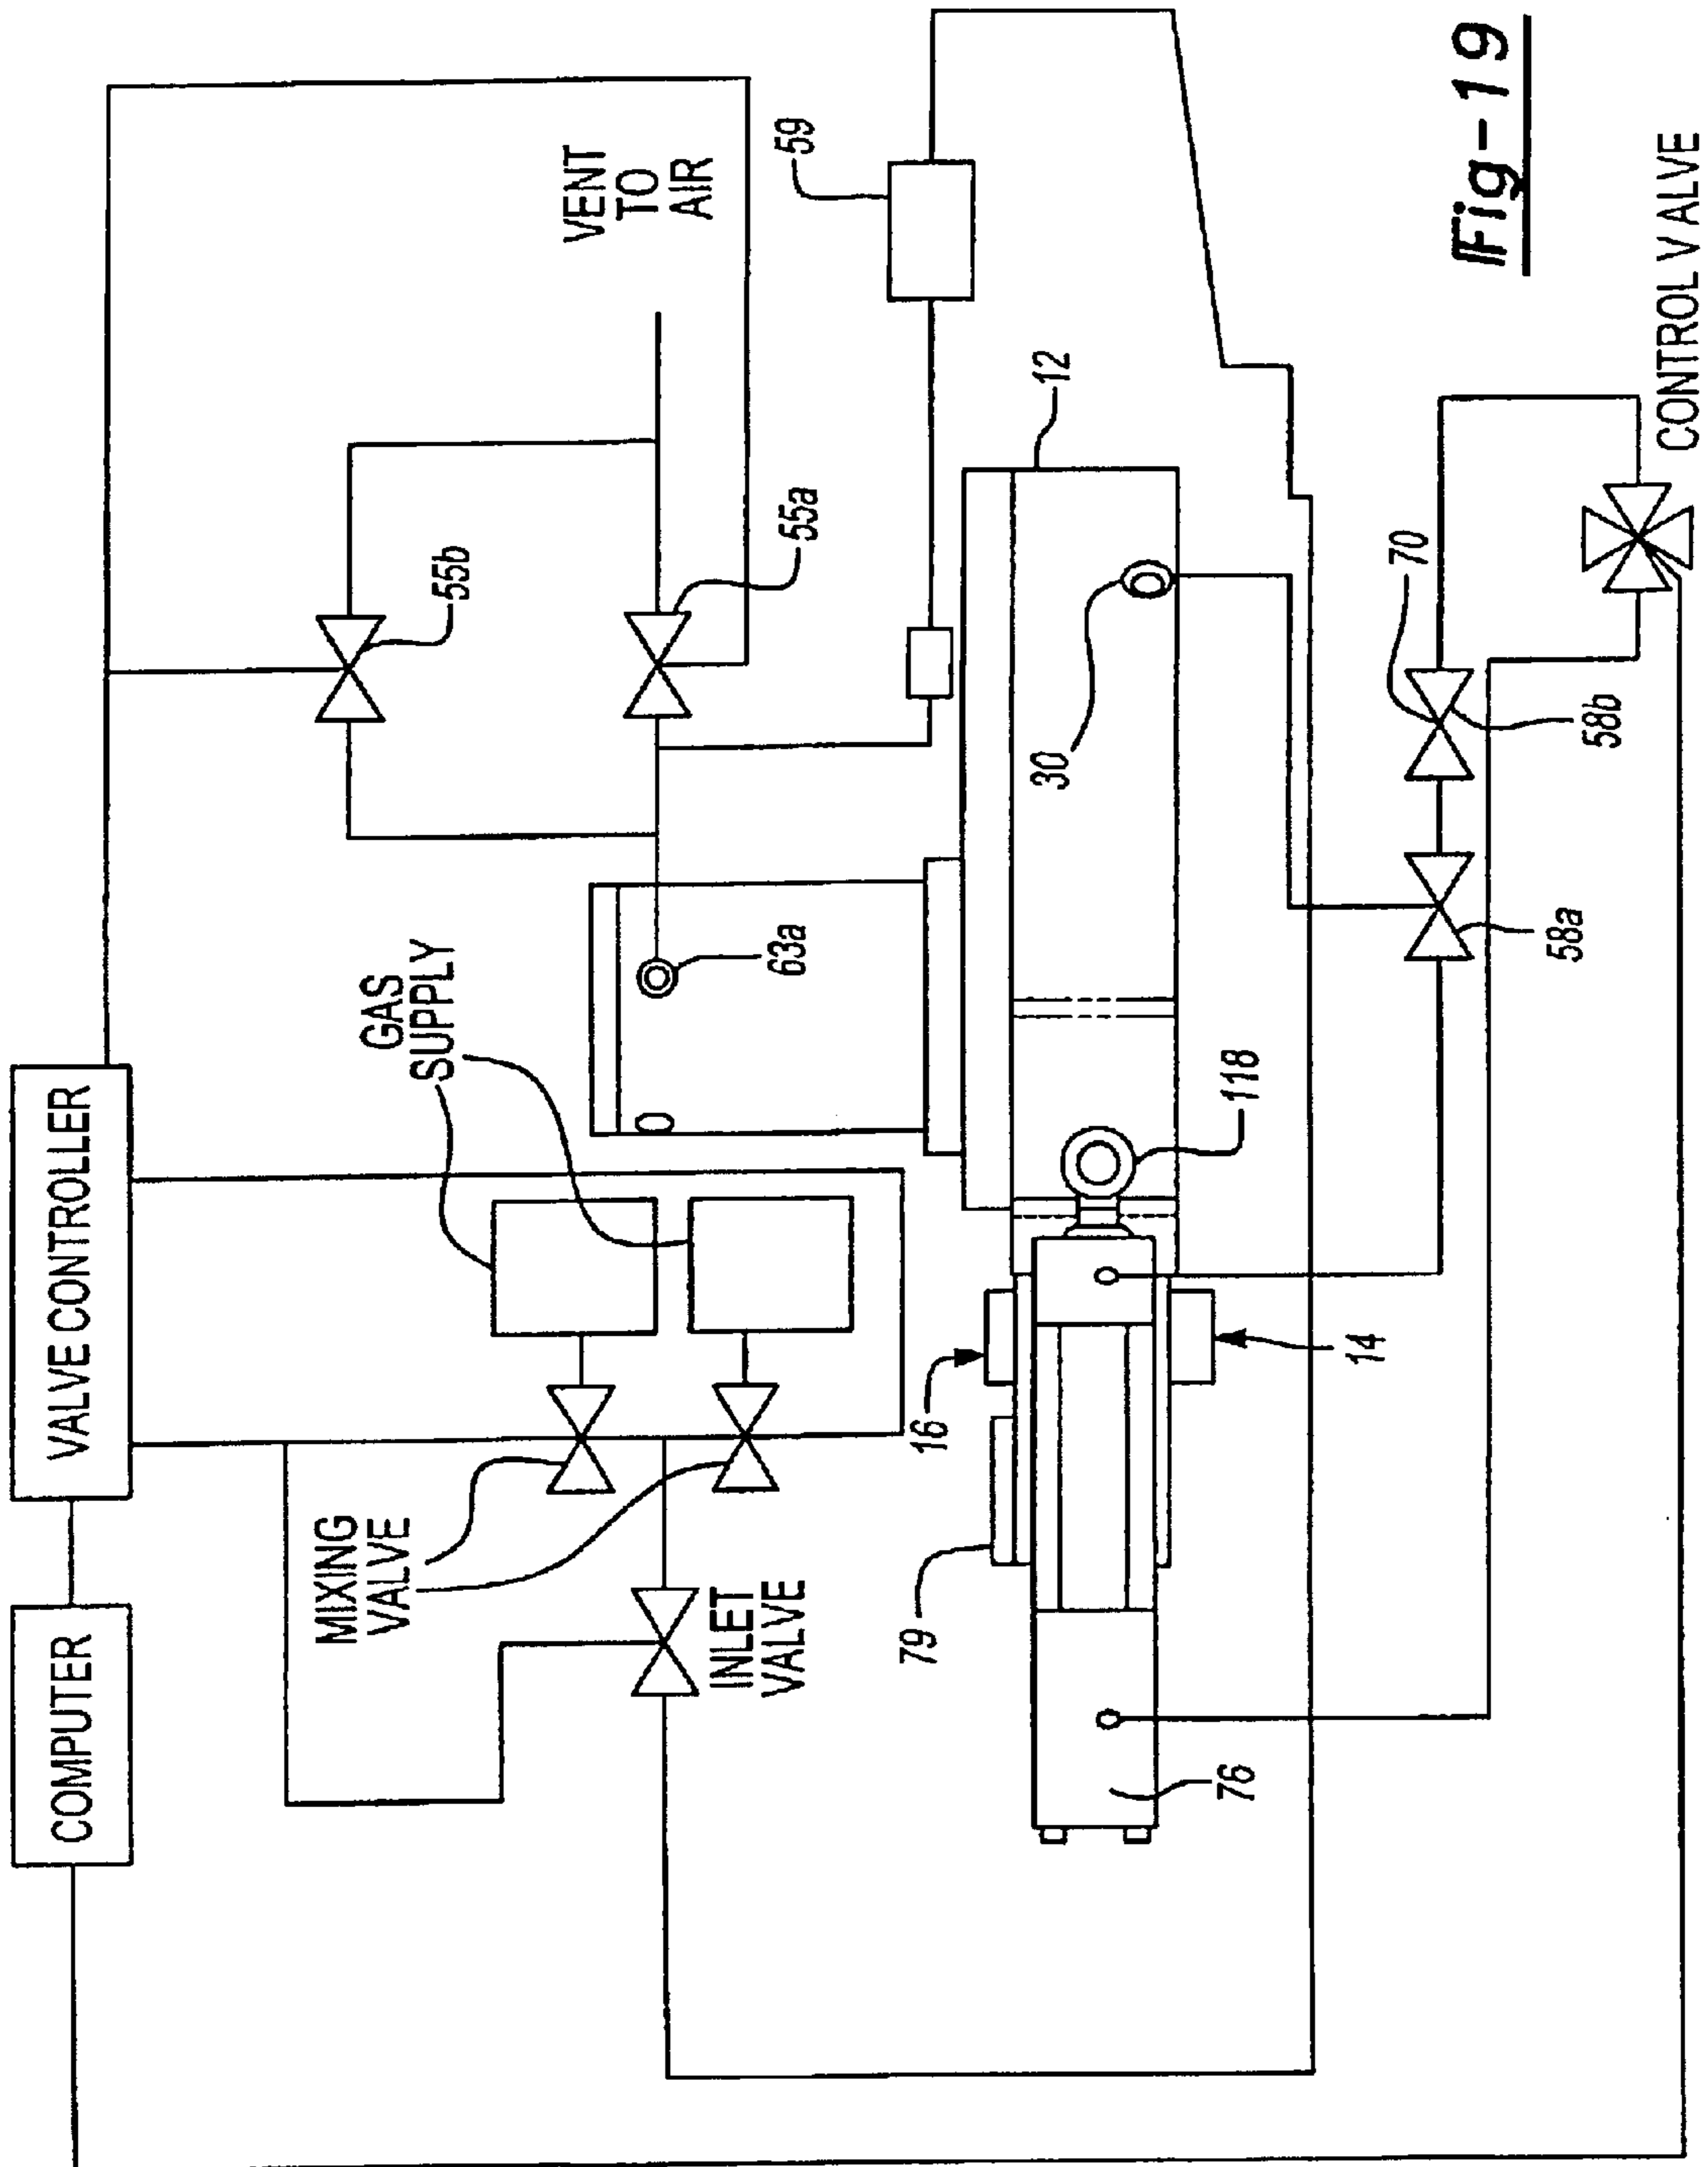 COMPUTER
VALVE CONTROLLER
MIXING
VALVE
GAS
SUPPLY
INLET
VALVE
VENT
TO
AIR
55b
55a
59
63a
12
16
79
30
118
14
76
70
58a
58b
CONTROL VALVE
Fig-19